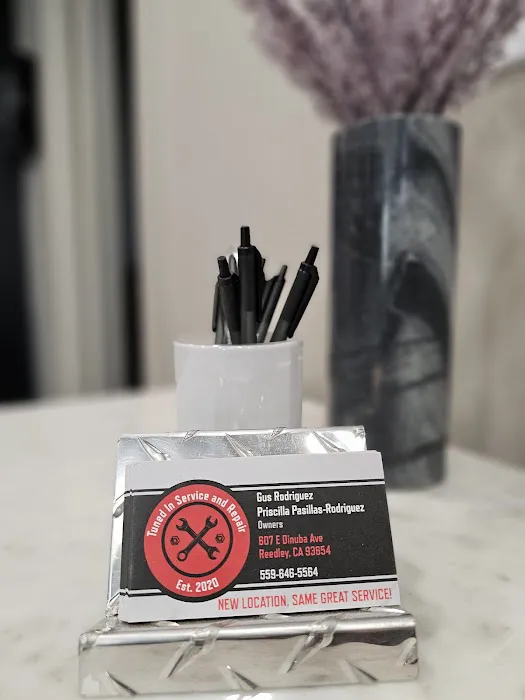 Tuned In Service and Repair
Est. 2020
Gus Rodriguez
Priscilla Pasillas-Rodriguez
Owners
607 E Dinuba Ave
Reedley, CA 93654
559-646-5564
NEW LOCATION, SAME GREAT SERVICE!